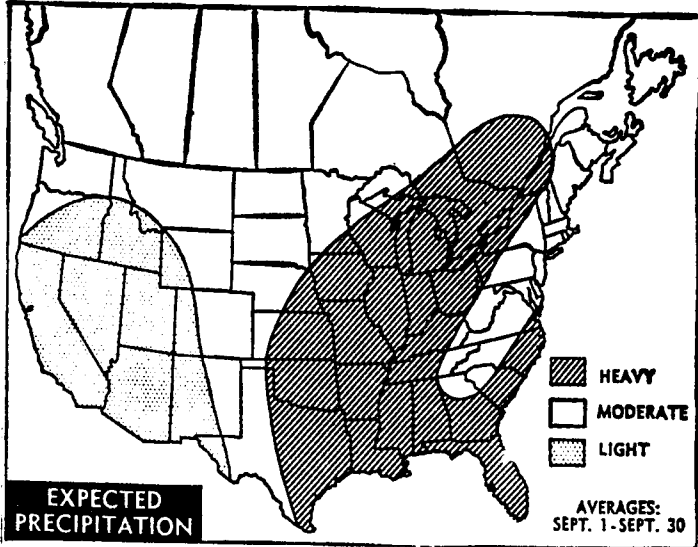 HEAVY
MODERATE
LIGHT
EXPECTED
PRECIPITATION
AVERAGES:
SEPT. 1-SEPT. 30